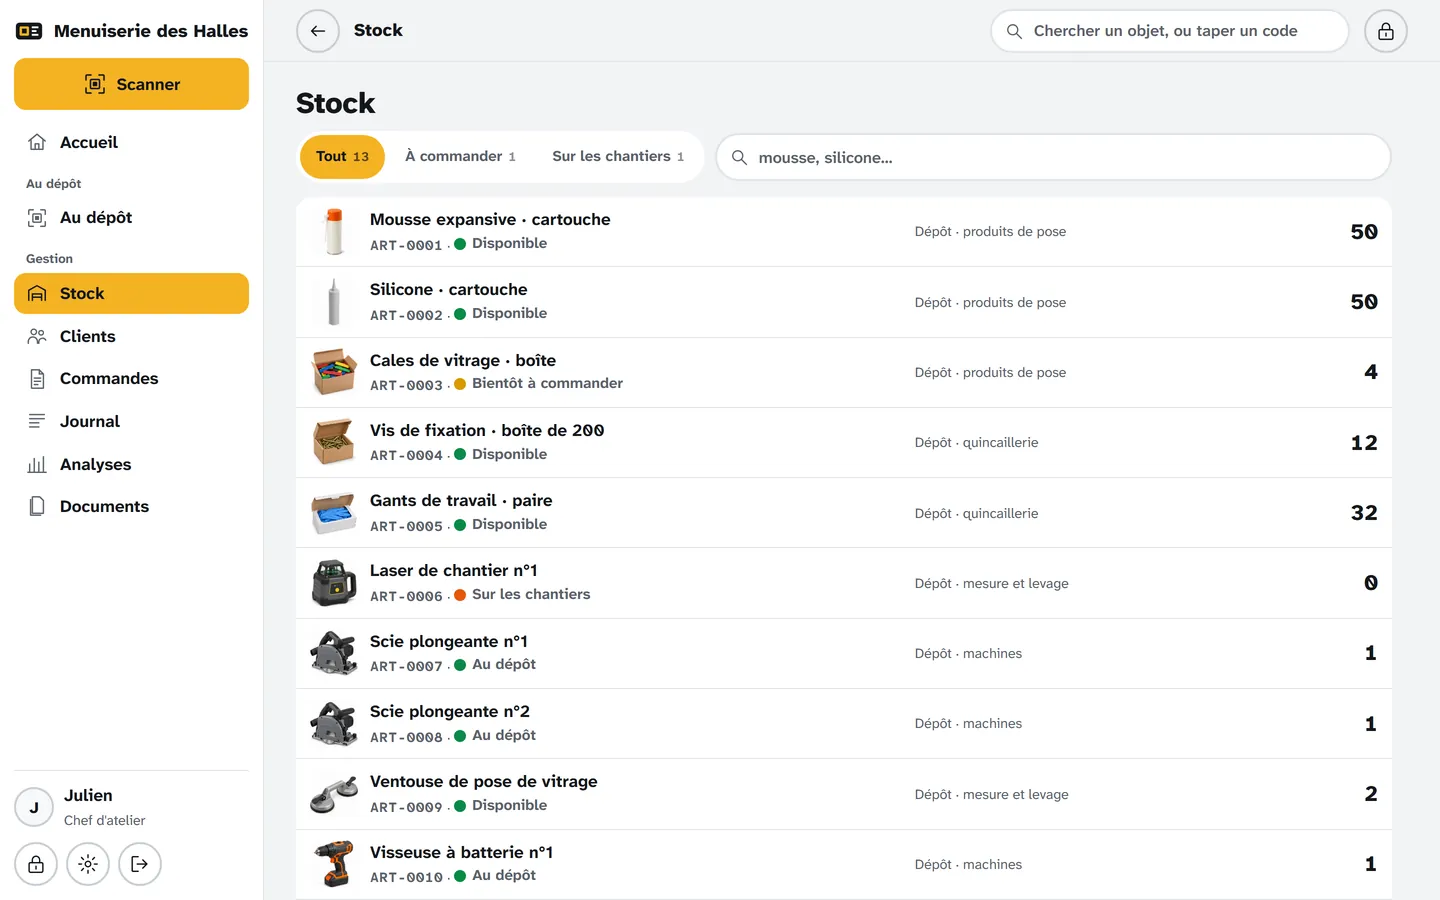 Menuiserie des Halles
Scanner
Accueil
Au dépôt
Au dépôt
Gestion
Stock
Clients
Commandes
Journal
Analyses
Documents
J
Julien
Chef d'atelier
Stock
Chercher un objet, ou taper un code
Stock
Tout 13
À commander 1
Sur les chantiers 1
mousse, silicone...
Mousse expansive · cartouche
ART-0001 · Disponible
Dépôt · produits de pose
50
Silicone · cartouche
ART-0002 · Disponible
Dépôt · produits de pose
50
Cales de vitrage · boîte
ART-0003 · Bientôt à commander
Dépôt · produits de pose
4
Vis de fixation · boîte de 200
ART-0004 · Disponible
Dépôt · quincaillerie
12
Gants de travail · paire
ART-0005 · Disponible
Dépôt · quincaillerie
32
Laser de chantier n°1
ART-0006 · Sur les chantiers
Dépôt · mesure et levage
0
Scie plongeante n°1
ART-0007 · Au dépôt
Dépôt · machines
1
Scie plongeante n°2
ART-0008 · Au dépôt
Dépôt · machines
1
Ventouse de pose de vitrage
ART-0009 · Disponible
Dépôt · mesure et levage
2
Visseuse à batterie n°1
ART-0010 · Au dépôt
Dépôt · machines
1